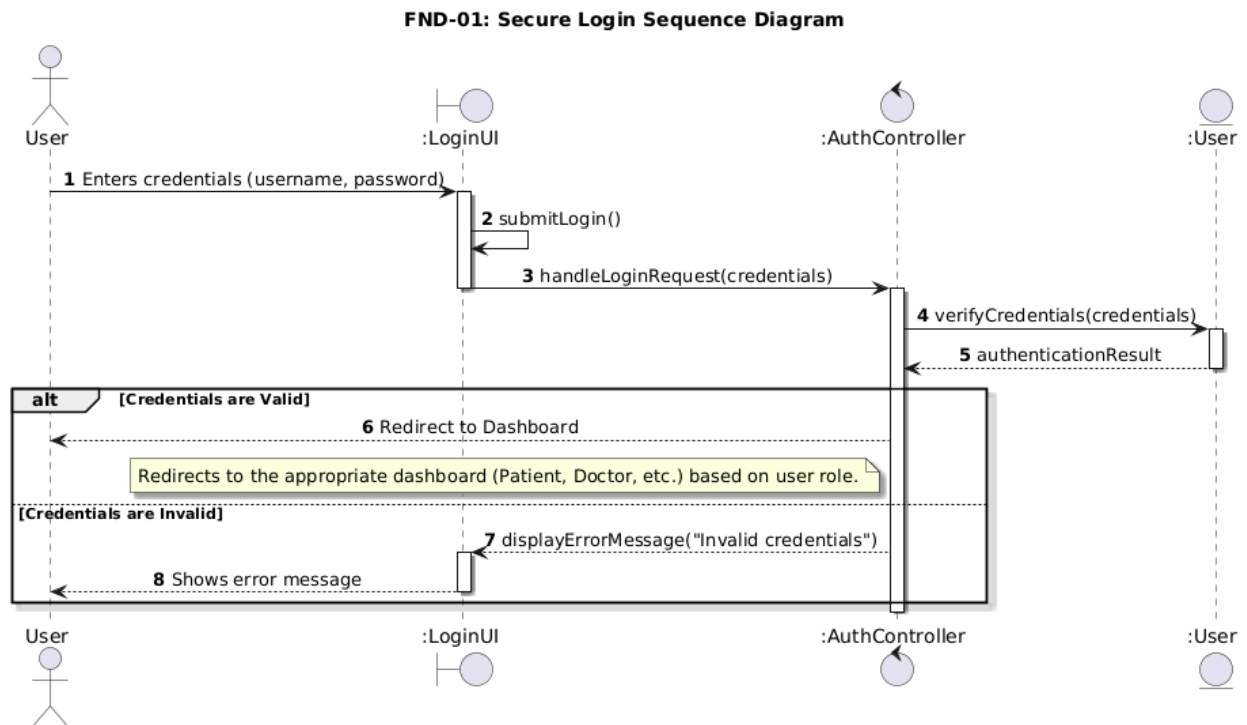 FND-01: Secure Login Sequence Diagram
User
:LoginUI
:AuthController
:User
1 Enters credentials (username, password)
2 submitLogin()
3 handleLoginRequest(credentials)
4 verifyCredentials(credentials)
5 authenticationResult
alt [Credentials are Valid]
6 Redirect to Dashboard
Redirects to the appropriate dashboard (Patient, Doctor, etc.) based on user role.
[Credentials are Invalid]
7 displayErrorMessage("Invalid credentials")
8 Shows error message
User
:LoginUI
:AuthController
:User